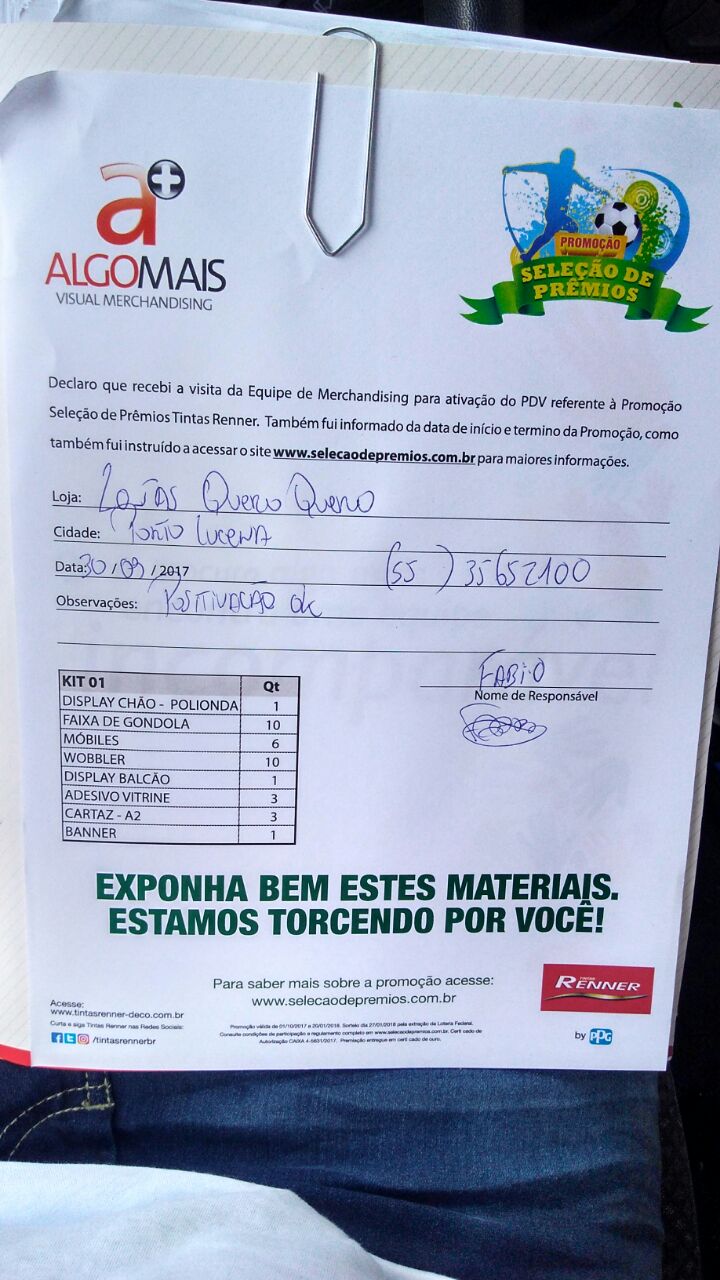 a+
ALGOMAIS
VISUAL MERCHANDISING
PROMOÇÃO
SELEÇÃO DE
PRÊMIOS
Declaro que recebi a visita da Equipe de Merchandising para ativação do PDV referente à Promoção
Seleção de Prêmios Tintas Renner. Também fui informado da data de início e termino da Promoção, como
também fui instruído a acessar o site www.selecaodepremios.com.br para maiores informações.
Loja: Lojas Quero Quero
Cidade: Porto Lucena
Data: 30/09/2017 (55) 35652100
Observações: Positivação ok
FABIO
Nome de Responsável
KIT 01 Qt
DISPLAY CHÃO - POLIONDA 1
FAIXA DE GONDOLA 10
MÓBILES 6
WOBBLER 10
DISPLAY BALCÃO 1
ADESIVO VITRINE 3
CARTAZ - A2 3
BANNER 1
EXPONHA BEM ESTES MATERIAIS.
ESTAMOS TORCENDO POR VOCÊ!
Para saber mais sobre a promoção acesse:
www.selecaodepremios.com.br
TINTAS
RENNER
by PPG
Acesse:
www.tintasrenner-deco.com.br
Curta e siga Tintas Renner nas Redes Sociais:
/tintasrennerbr
Promoção válida de 01/10/2017 a 20/01/2018. Sorteio dia 27/01/2018 pela extração da Loteria Federal.
Consulte condições de participação e regulamento completo em www.selecaodepremios.com.br. Certi cado de
Autorização CAIXA 4-5631/2017. Premiação entregue em certi cado de ouro.